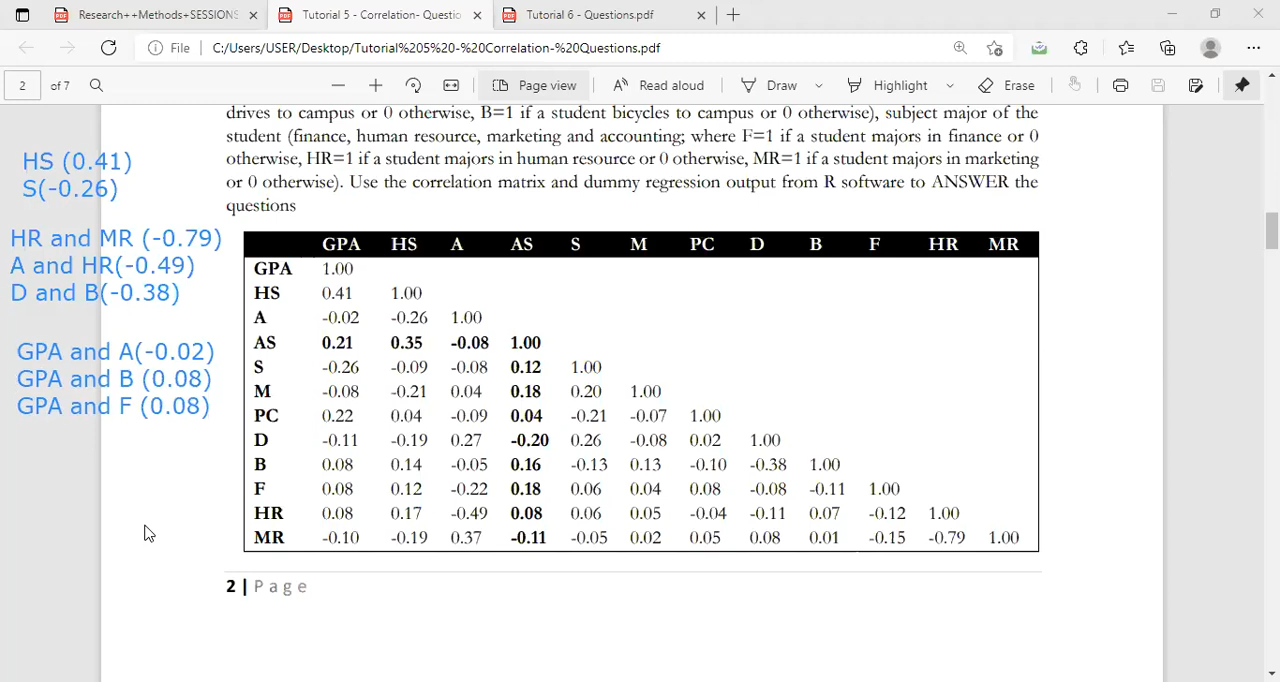 Research++Methods+SESSIONS
Tutorial 5 - Correlation- Questio
Tutorial 6 - Questions.pdf
File
C:/Users/USER/Desktop/Tutorial%205%20-%20Correlation-%20Questions.pdf
2 of 7
Page view
Read aloud
Draw
Highlight
Erase
drives to campus or 0 otherwise, B=1 if a student bicycles to campus or 0 otherwise), subject major of the
student (finance, human resource, marketing and accounting; where F=1 if a student majors in finance or 0
otherwise, HR=1 if a student majors in human resource or 0 otherwise, MR=1 if a student majors in marketing
or 0 otherwise). Use the correlation matrix and dummy regression output from R software to ANSWER the
questions
HS (0.41)
S(-0.26)
HR and MR (-0.79)
A and HR(-0.49)
D and B(-0.38)
GPA and A(-0.02)
GPA and B (0.08)
GPA and F (0.08)
GPA HS A AS S M PC D B F HR MR
GPA 1.00
HS 0.41 1.00
A -0.02 -0.26 1.00
AS 0.21 0.35 -0.08 1.00
S -0.26 -0.09 -0.08 0.12 1.00
M -0.08 -0.21 0.04 0.18 0.20 1.00
PC 0.22 0.04 -0.09 0.04 -0.21 -0.07 1.00
D -0.11 -0.19 0.27 -0.20 0.26 -0.08 0.02 1.00
B 0.08 0.14 -0.05 0.16 -0.13 0.13 -0.10 -0.38 1.00
F 0.08 0.12 -0.22 0.18 0.06 0.04 0.08 -0.08 -0.11 1.00
HR 0.08 0.17 -0.49 0.08 0.06 0.05 -0.04 -0.11 0.07 -0.12 1.00
MR -0.10 -0.19 0.37 -0.11 -0.05 0.02 0.05 0.08 0.01 -0.15 -0.79 1.00
2 | Page